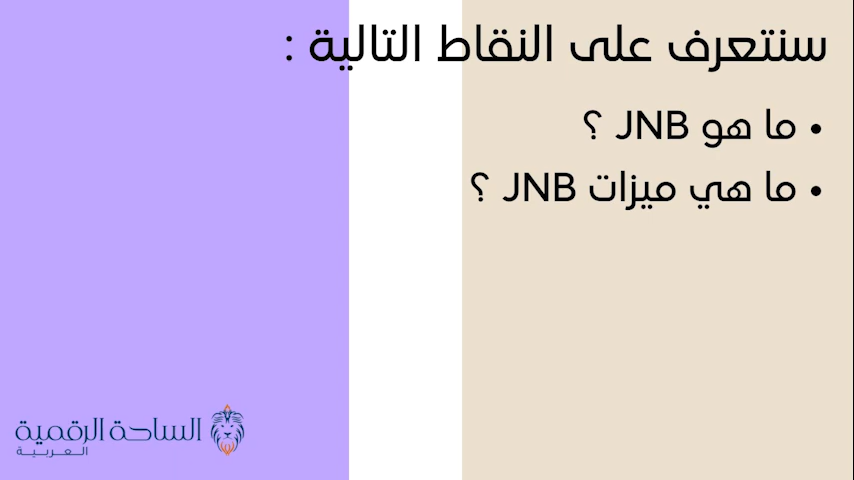 سنتعرف على النقاط التالية :
• ما هو JNB ؟
• ما هي ميزات JNB ؟
الساحة الرقمية
العربية